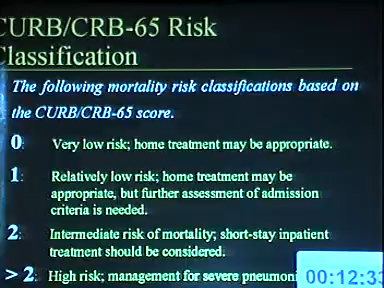 CURB/CRB-65 Risk
Classification
The following mortality risk classifications based on
the CURB/CRB-65 score.
0: Very low risk; home treatment may be appropriate.
1: Relatively low risk; home treatment may be
appropriate, but further assessment of admission
criteria is needed.
2: Intermediate risk of mortality; short-stay inpatient
treatment should be considered.
> 2: High risk; management for severe pneumoni
00:12:33